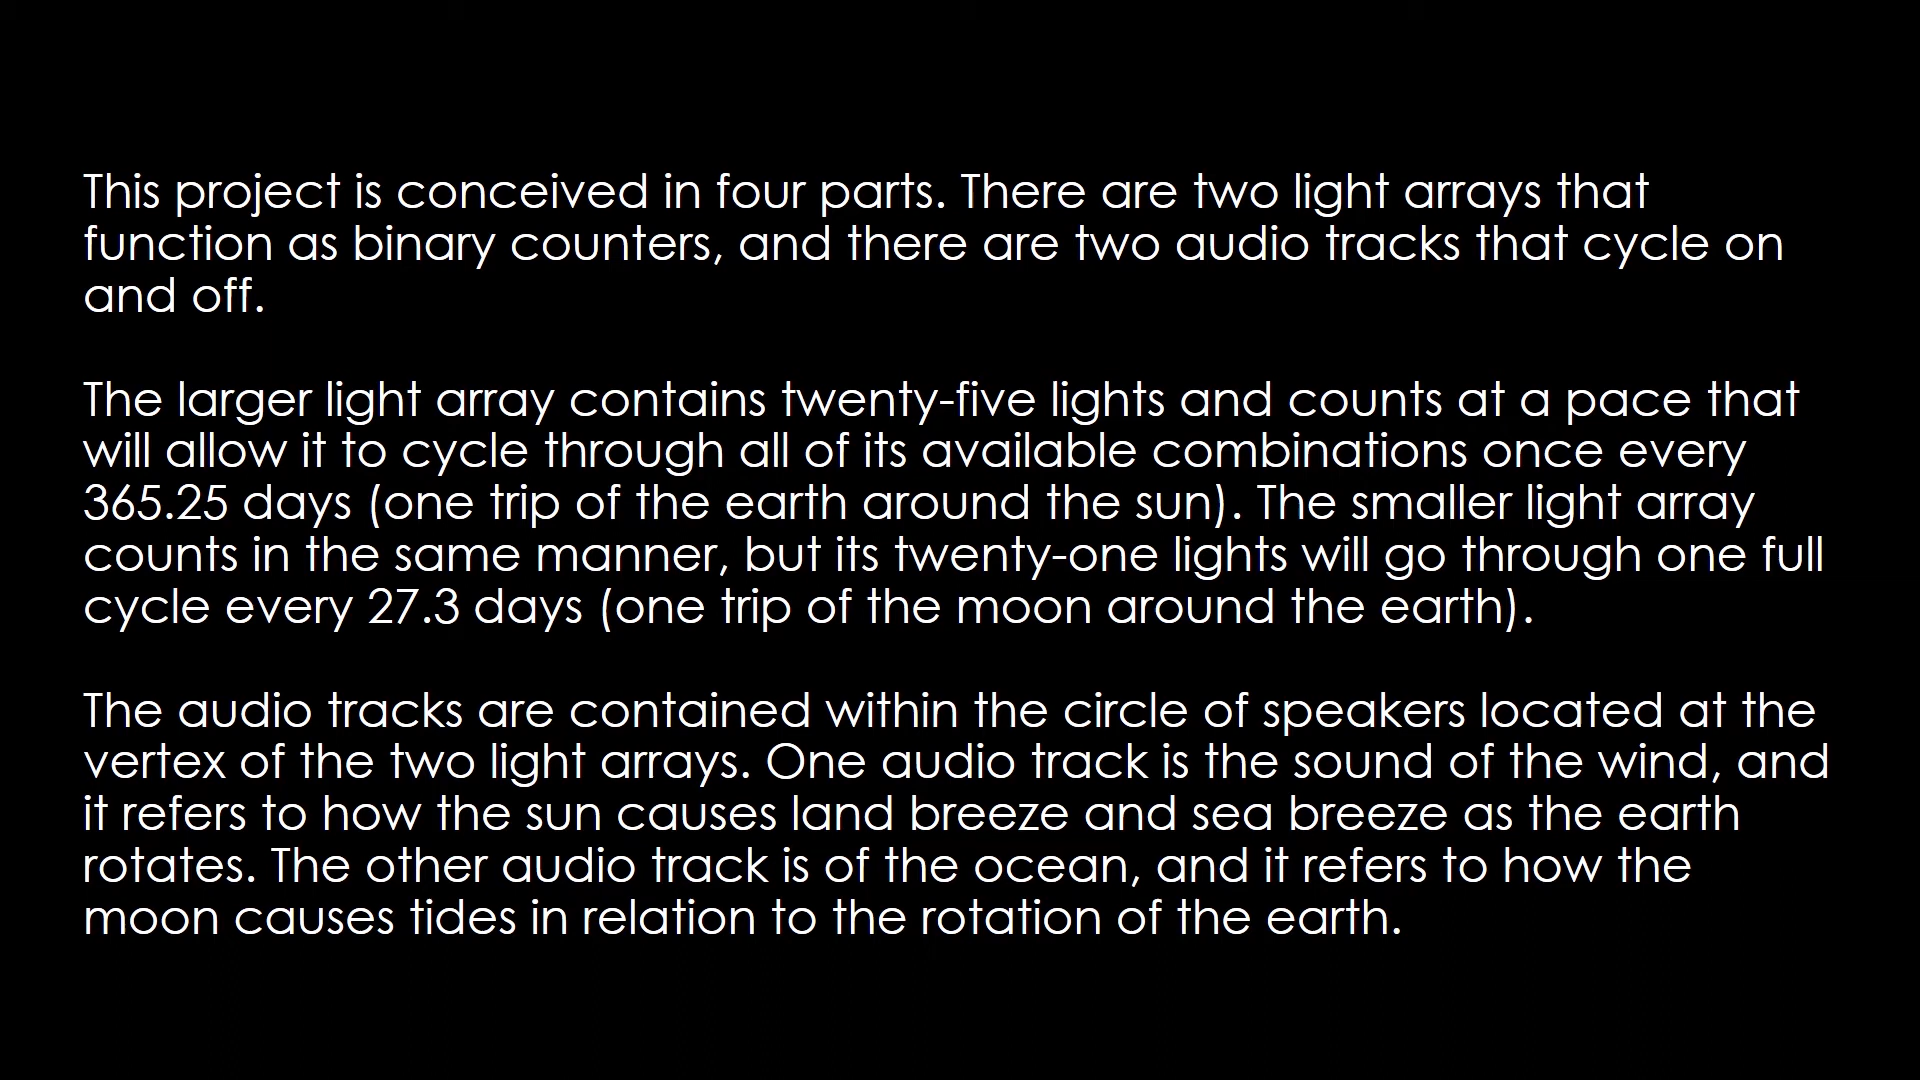 This project is conceived in four parts. There are two light arrays that
function as binary counters, and there are two audio tracks that cycle on
and off.
The larger light array contains twenty-five lights and counts at a pace that
will allow it to cycle through all of its available combinations once every
365.25 days (one trip of the earth around the sun). The smaller light array
counts in the same manner, but its twenty-one lights will go through one full
cycle every 27.3 days (one trip of the moon around the earth).
The audio tracks are contained within the circle of speakers located at the
vertex of the two light arrays. One audio track is the sound of the wind, and
it refers to how the sun causes land breeze and sea breeze as the earth
rotates. The other audio track is of the ocean, and it refers to how the
moon causes tides in relation to the rotation of the earth.